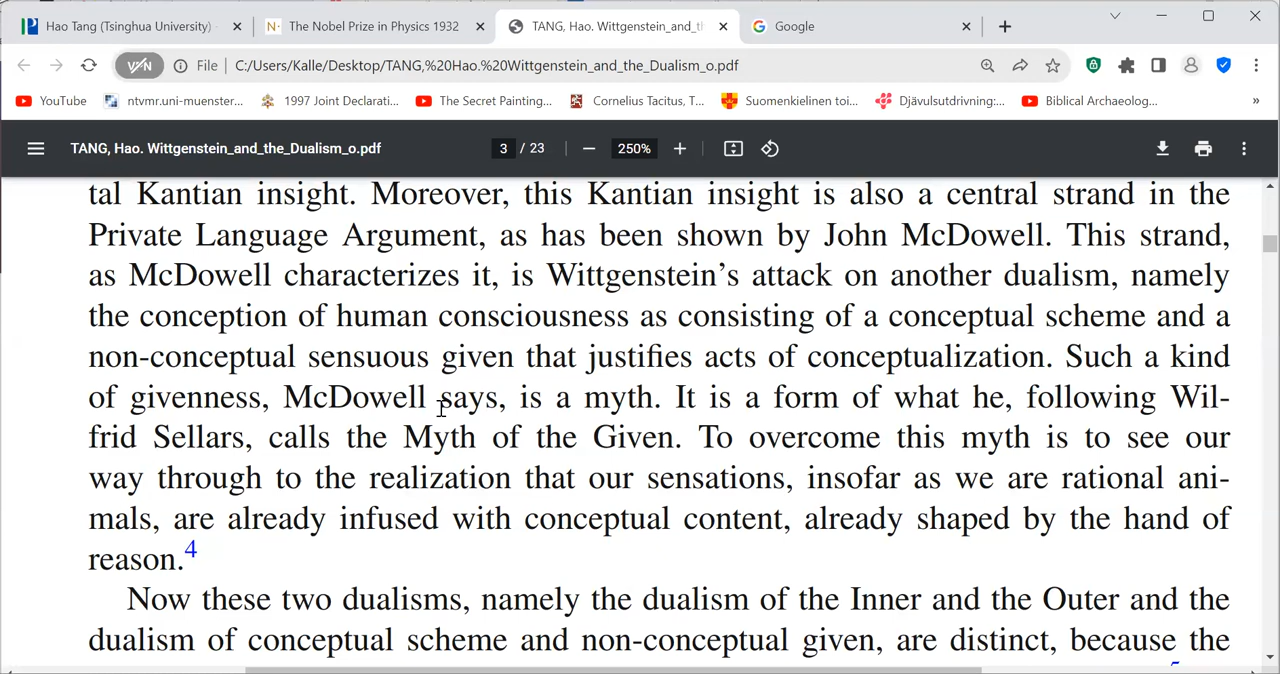 Hao Tang (Tsinghua University)
The Nobel Prize in Physics 1932
TANG, Hao. Wittgenstein_and_t
Google
File
C:/Users/Kalle/Desktop/TANG,%20Hao.%20Wittgenstein_and_the_Dualism_o.pdf
YouTube
ntvmr.uni-muenster...
1997 Joint Declarati...
The Secret Painting...
Cornelius Tacitus, T...
Suomenkielinen toi...
Djävulsutdrivning:...
Biblical Archaeolog...
»
TANG, Hao. Wittgenstein_and_the_Dualism_o.pdf
3 / 23
250%
tal Kantian insight. Moreover, this Kantian insight is also a central strand in the
Private Language Argument, as has been shown by John McDowell. This strand,
as McDowell characterizes it, is Wittgenstein’s attack on another dualism, namely
the conception of human consciousness as consisting of a conceptual scheme and a
non-conceptual sensuous given that justifies acts of conceptualization. Such a kind
of givenness, McDowell says, is a myth. It is a form of what he, following Wil-
frid Sellars, calls the Myth of the Given. To overcome this myth is to see our
way through to the realization that our sensations, insofar as we are rational ani-
mals, are already infused with conceptual content, already shaped by the hand of
reason.4
Now these two dualisms, namely the dualism of the Inner and the Outer and the
dualism of conceptual scheme and non-conceptual given, are distinct, because the